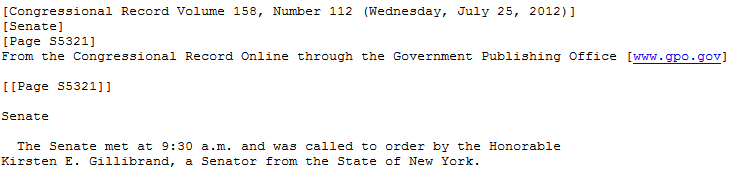 [Congressional Record Volume 158, Number 112 (Wednesday, July 25, 2012)]
[Senate]
[Page S5321]
From the Congressional Record Online through the Government Publishing Office [www.gpo.gov]
[[Page S5321]]
Senate
The Senate met at 9:30 a.m. and was called to order by the Honorable
Kirsten E. Gillibrand, a Senator from the State of New York.